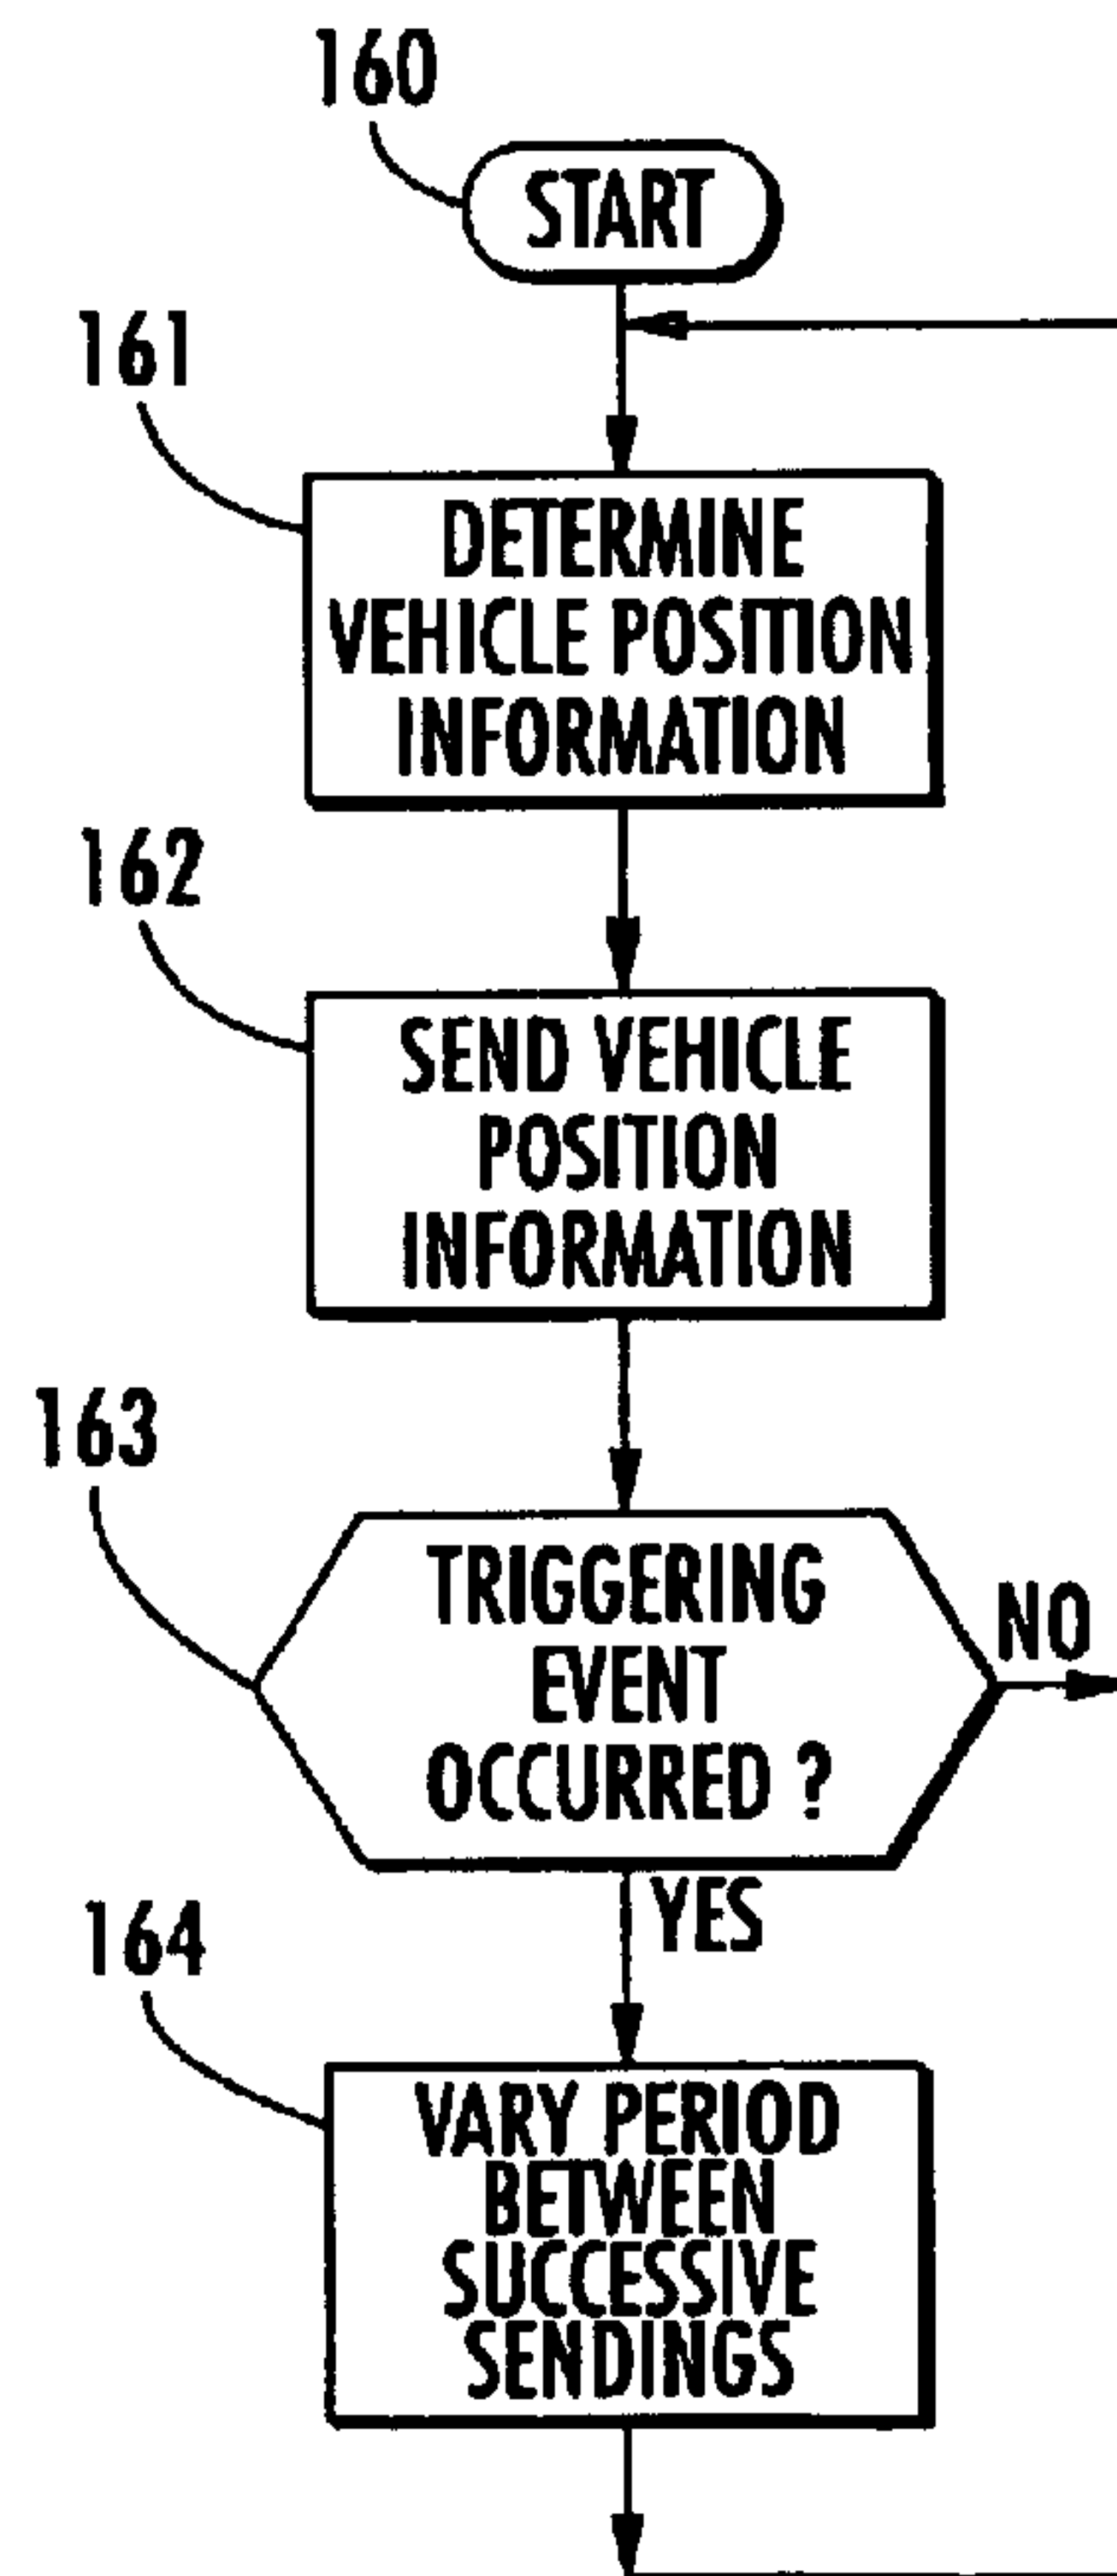 160
START
161
DETERMINE
VEHICLE POSITION
INFORMATION
162
SEND VEHICLE
POSITION
INFORMATION
163
TRIGGERING
EVENT
OCCURRED ?
NO
YES
164
VARY PERIOD
BETWEEN
SUCCESSIVE
SENDINGS